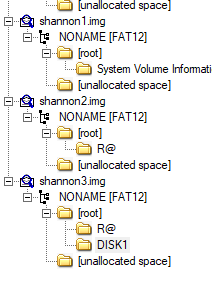 [unallocated space]
shannon1.img
NONAME [FAT12]
[root]
System Volume Informati
[unallocated space]
shannon2.img
NONAME [FAT12]
[root]
R@
[unallocated space]
shannon3.img
NONAME [FAT12]
[root]
R@
DISK1
[unallocated space]